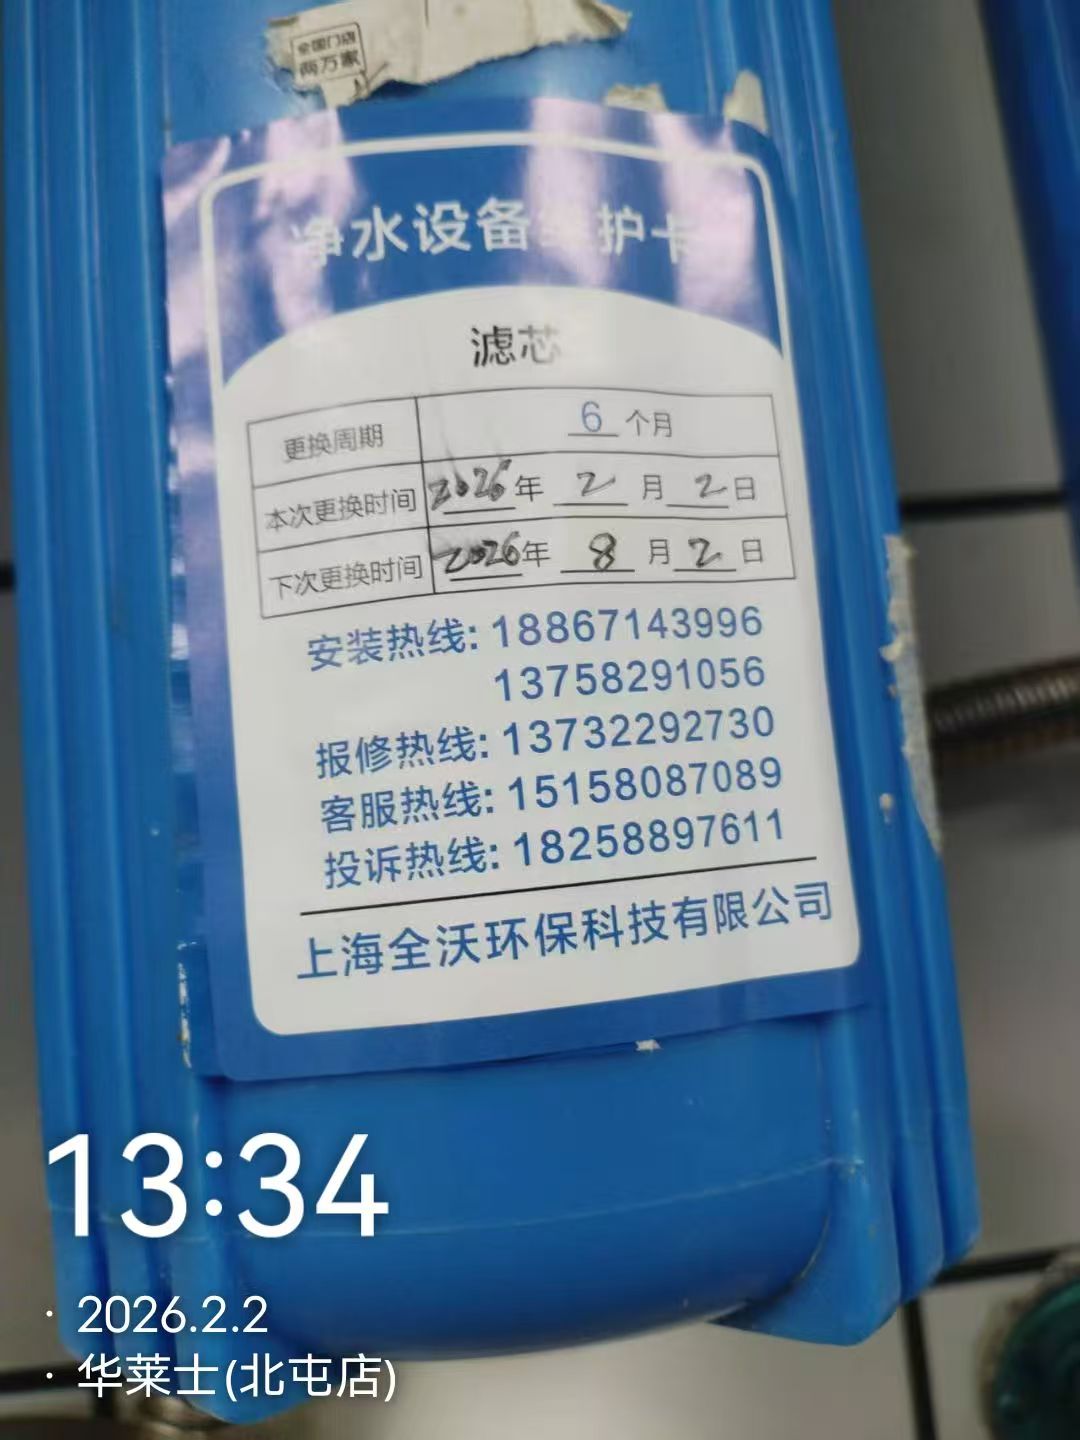 全国门店
两万家
净水设备维护卡
滤芯
更换周期 6 个月
本次更换时间 2026年 2 月 2 日
下次更换时间 2026年 8 月 2 日
安装热线: 18867143996
13758291056
报修热线: 13732292730
客服热线: 15158087089
投诉热线: 18258897611
上海全沃环保科技有限公司
13:34
· 2026.2.2
· 华莱士(北屯店)